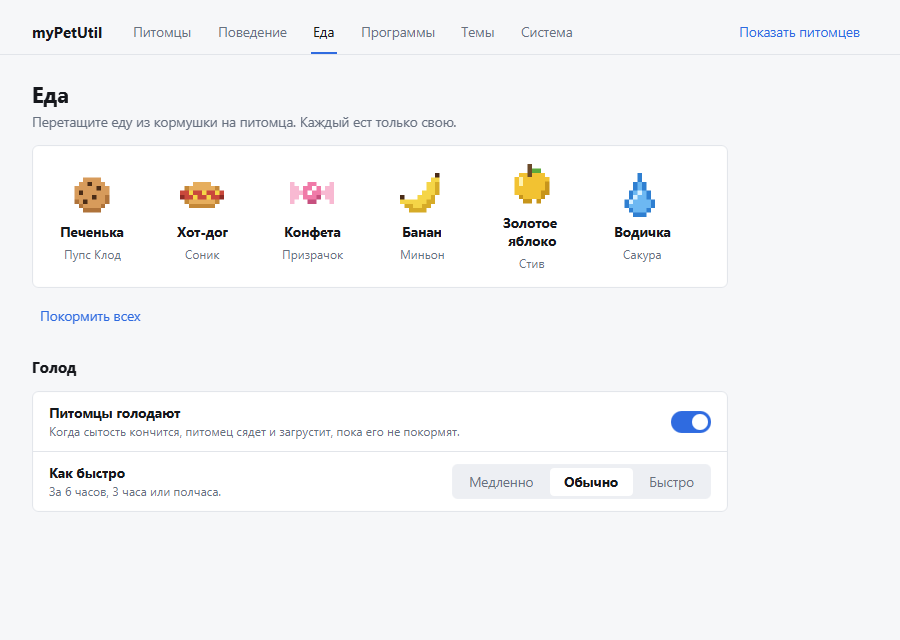 myPetUtil Питомцы Поведение Еда Программы Темы Система Показать питомцев
Еда
Перетащите еду из кормушки на питомца. Каждый ест только свою.
Печенька Хот-дог Конфета Банан Золотое яблоко Водичка
Пупс Клод Соник Призрачок Миньон Стив Сакура
Покормить всех
Голод
Питомцы голодают
Когда сытость кончится, питомец сядет и загрустит, пока его не покормят.
Как быстро
За 6 часов, 3 часа или полчаса.
Медленно Обычно Быстро